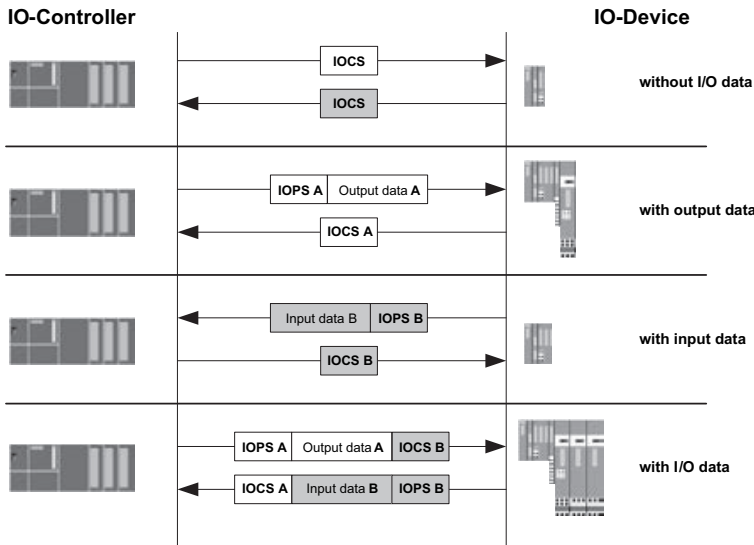 IO-Controller IO-Device
IOCS
without I/O data
IOCS
IOPS A Output data A
with output data
IOCS A
Input data B IOPS B
with input data
IOCS B
IOPS A Output data A IOCS B
with I/O data
IOCS A Input data B IOPS B